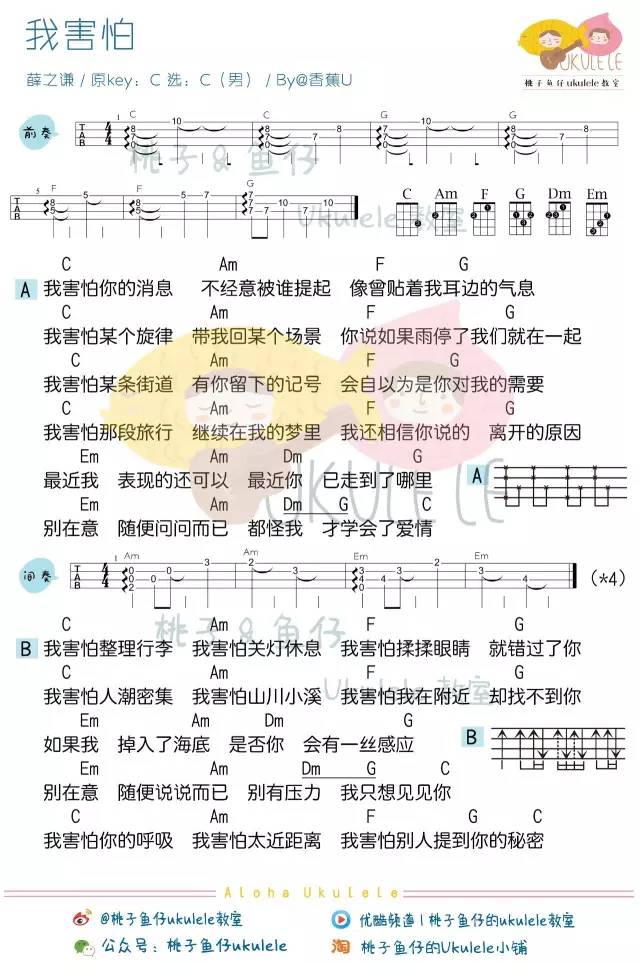 我害怕
UKULELE
桃子鱼仔ukulele教室
薛之谦 / 原key：C 选：C（男） / By@香蕉U
前奏
C C G G
桃子&鱼仔
F F G
C Am F G Dm Em
Ukulele教室
C Am F G
A 我害怕你的消息 不经意被谁提起 像曾贴着我耳边的气息
C Am F G
我害怕某个旋律 带我回某个场景 你说如果雨停了我们就在一起
C Am F G
我害怕某条街道 有你留下的记号 会自以为是你对我的需要
C Am F G
我害怕那段旅行 继续在我的梦里 我还相信你说的 离开的原因
Em Am Dm G
最近我 表现的还可以 最近你 已走到了哪里 A
Em Am Dm G C
别在意 随便问问而已 都怪我 才学会了爱情
UKULELE
间奏
Am Am Em Em
(*4)
桃子&鱼仔
C Am F G
B 我害怕整理行李 我害怕关灯休息 我害怕揉揉眼睛 就错过了你
C Am F G
我害怕人潮密集 我害怕山川小溪 我害怕我在附近 却找不到你
Ukulele教室
Em Am Dm G
如果我 掉入了海底 是否你 会有一丝感应 B
Em Am Dm G C
别在意 随便说说而已 别有压力 我只想见见你
C Am F G C
我害怕你的呼吸 我害怕太近距离 我害怕别人提到你的秘密
Aloha Ukulele
@桃子鱼仔ukulele教室 优酷频道 | 桃子鱼仔的ukulele教室
公众号：桃子鱼仔ukulele 淘 桃子鱼仔的Ukulele小铺